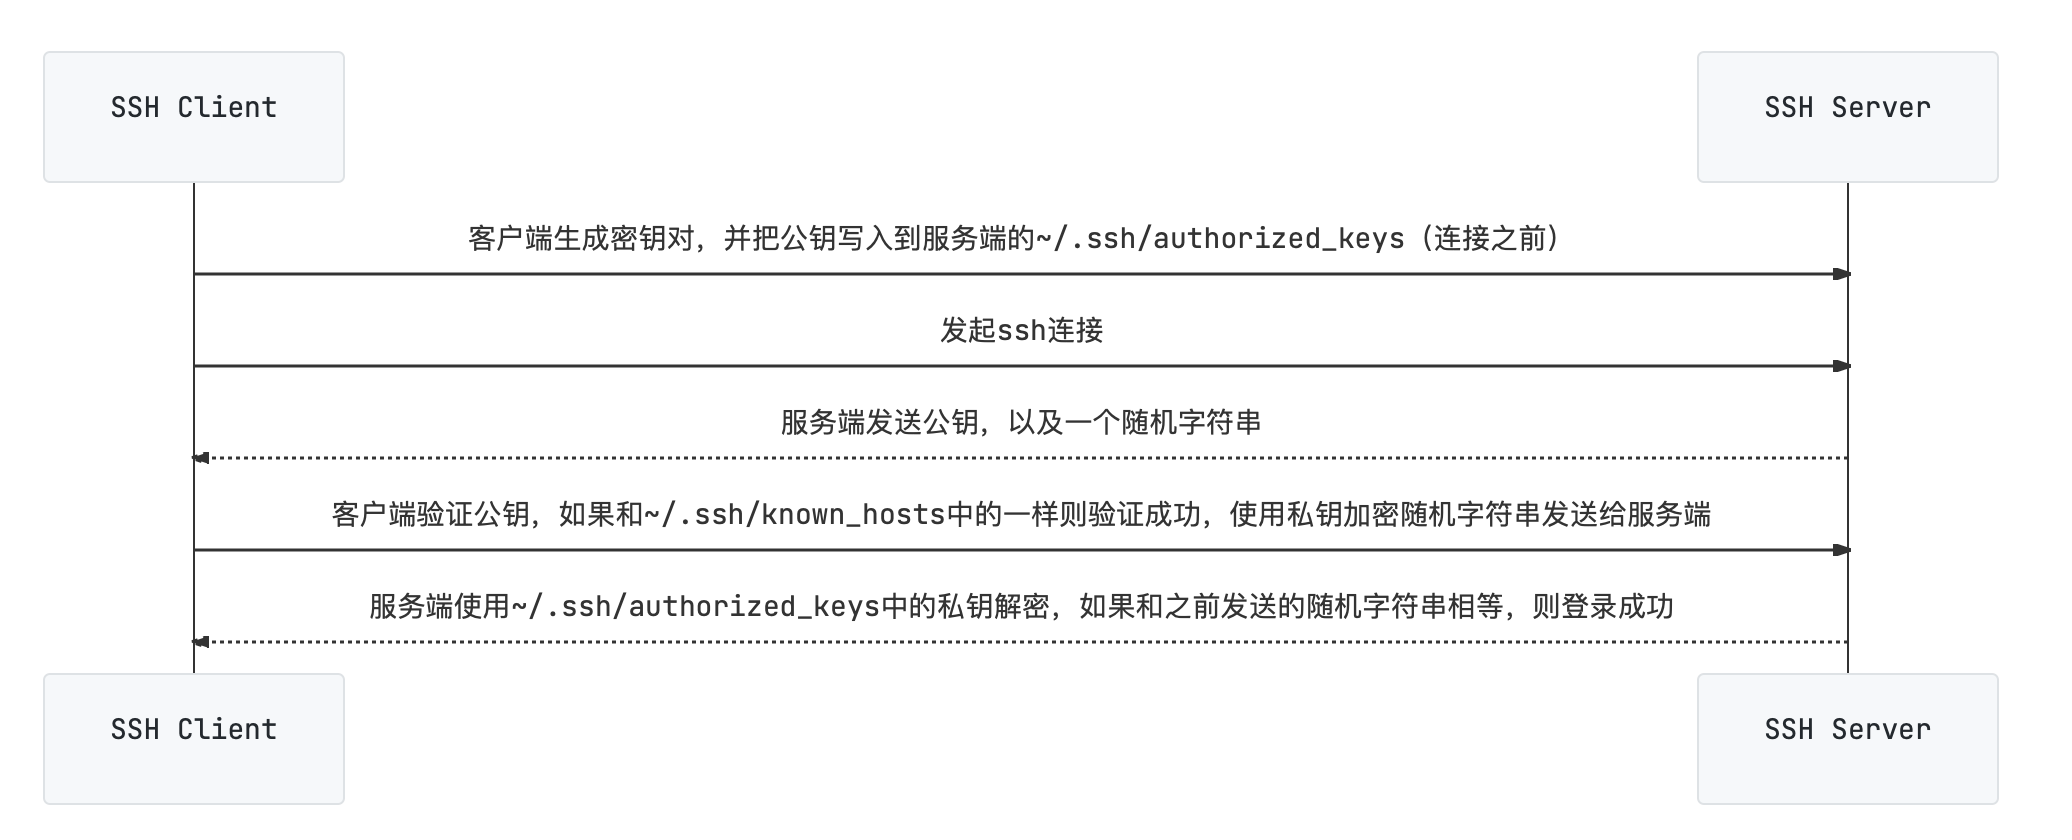 SSH Client
SSH Server
客户端生成密钥对，并把公钥写入到服务端的~/.ssh/authorized_keys（连接之前）
发起ssh连接
服务端发送公钥，以及一个随机字符串
客户端验证公钥，如果和~/.ssh/known_hosts中的一样则验证成功，使用私钥加密随机字符串发送给服务端
服务端使用~/.ssh/authorized_keys中的私钥解密，如果和之前发送的随机字符串相等，则登录成功
SSH Client
SSH Server